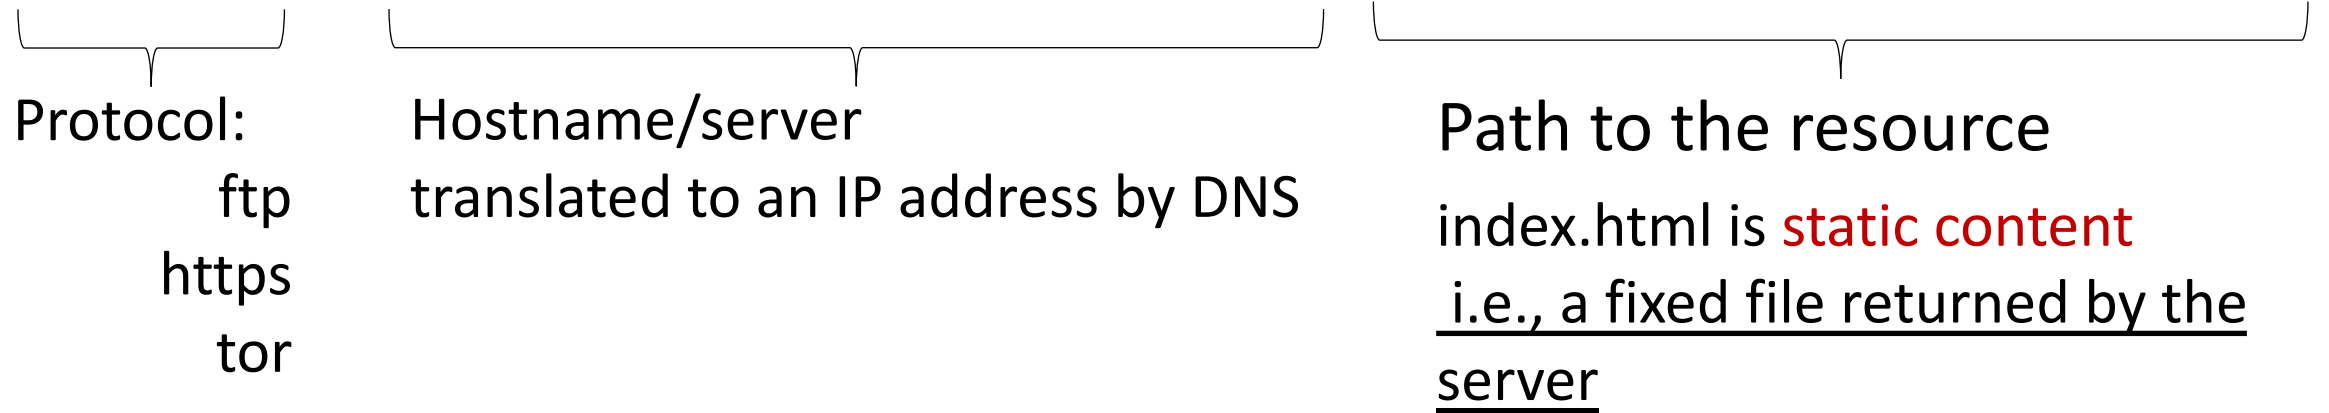 Protocol:
ftp
https
tor
Hostname/server
translated to an IP address by DNS
Path to the resource
index.html is static content
i.e., a fixed file returned by the
server